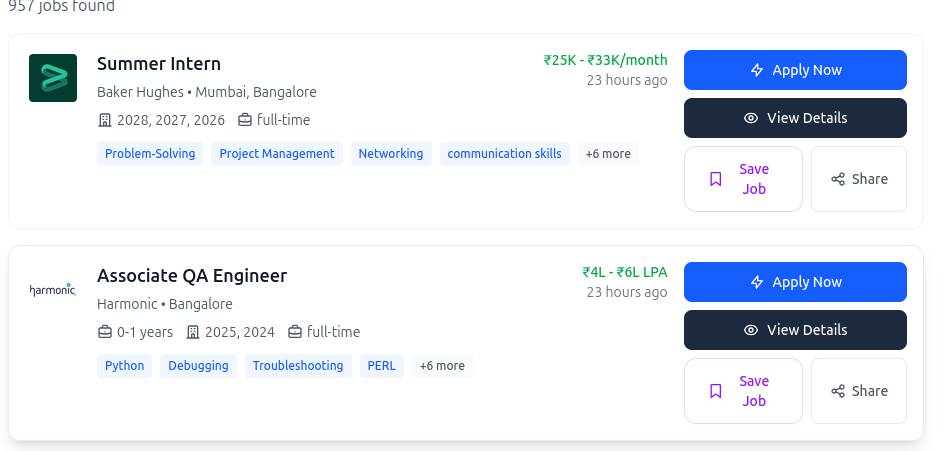 957 jobs found
Summer Intern
₹25K - ₹33K/month
23 hours ago
Baker Hughes • Mumbai, Bangalore
2028, 2027, 2026 full-time
Problem-Solving Project Management Networking communication skills +6 more
Apply Now
View Details
Save Job
Share
harmonic
Associate QA Engineer
₹4L - ₹6L LPA
23 hours ago
Harmonic • Bangalore
0-1 years 2025, 2024 full-time
Python Debugging Troubleshooting PERL +6 more
Apply Now
View Details
Save Job
Share